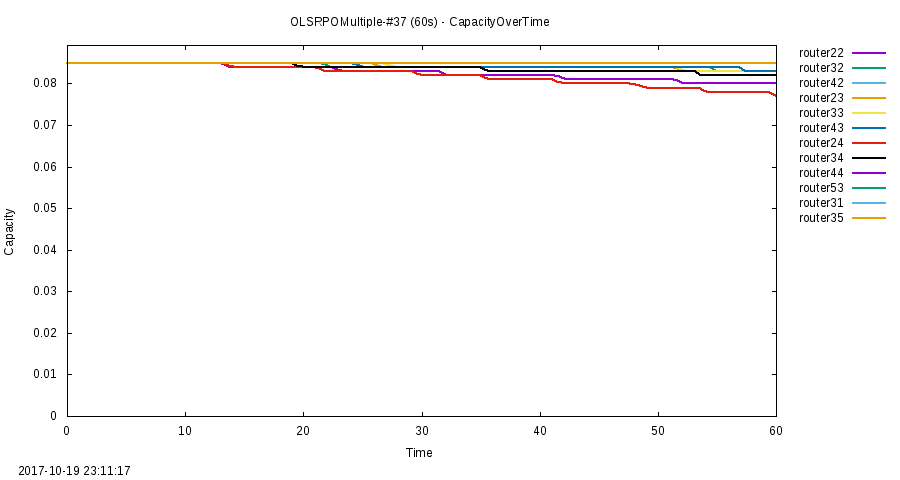 OLSRPOMultiple-#37 (60s) - CapacityOverTime
router22
router32
router42
router23
router33
router43
router24
router34
router44
router53
router31
router35
0.08
0.07
0.06
0.05
0.04
0.03
0.02
0.01
0
Capacity
0 10 20 30 40 50 60
Time
2017-10-19 23:11:17